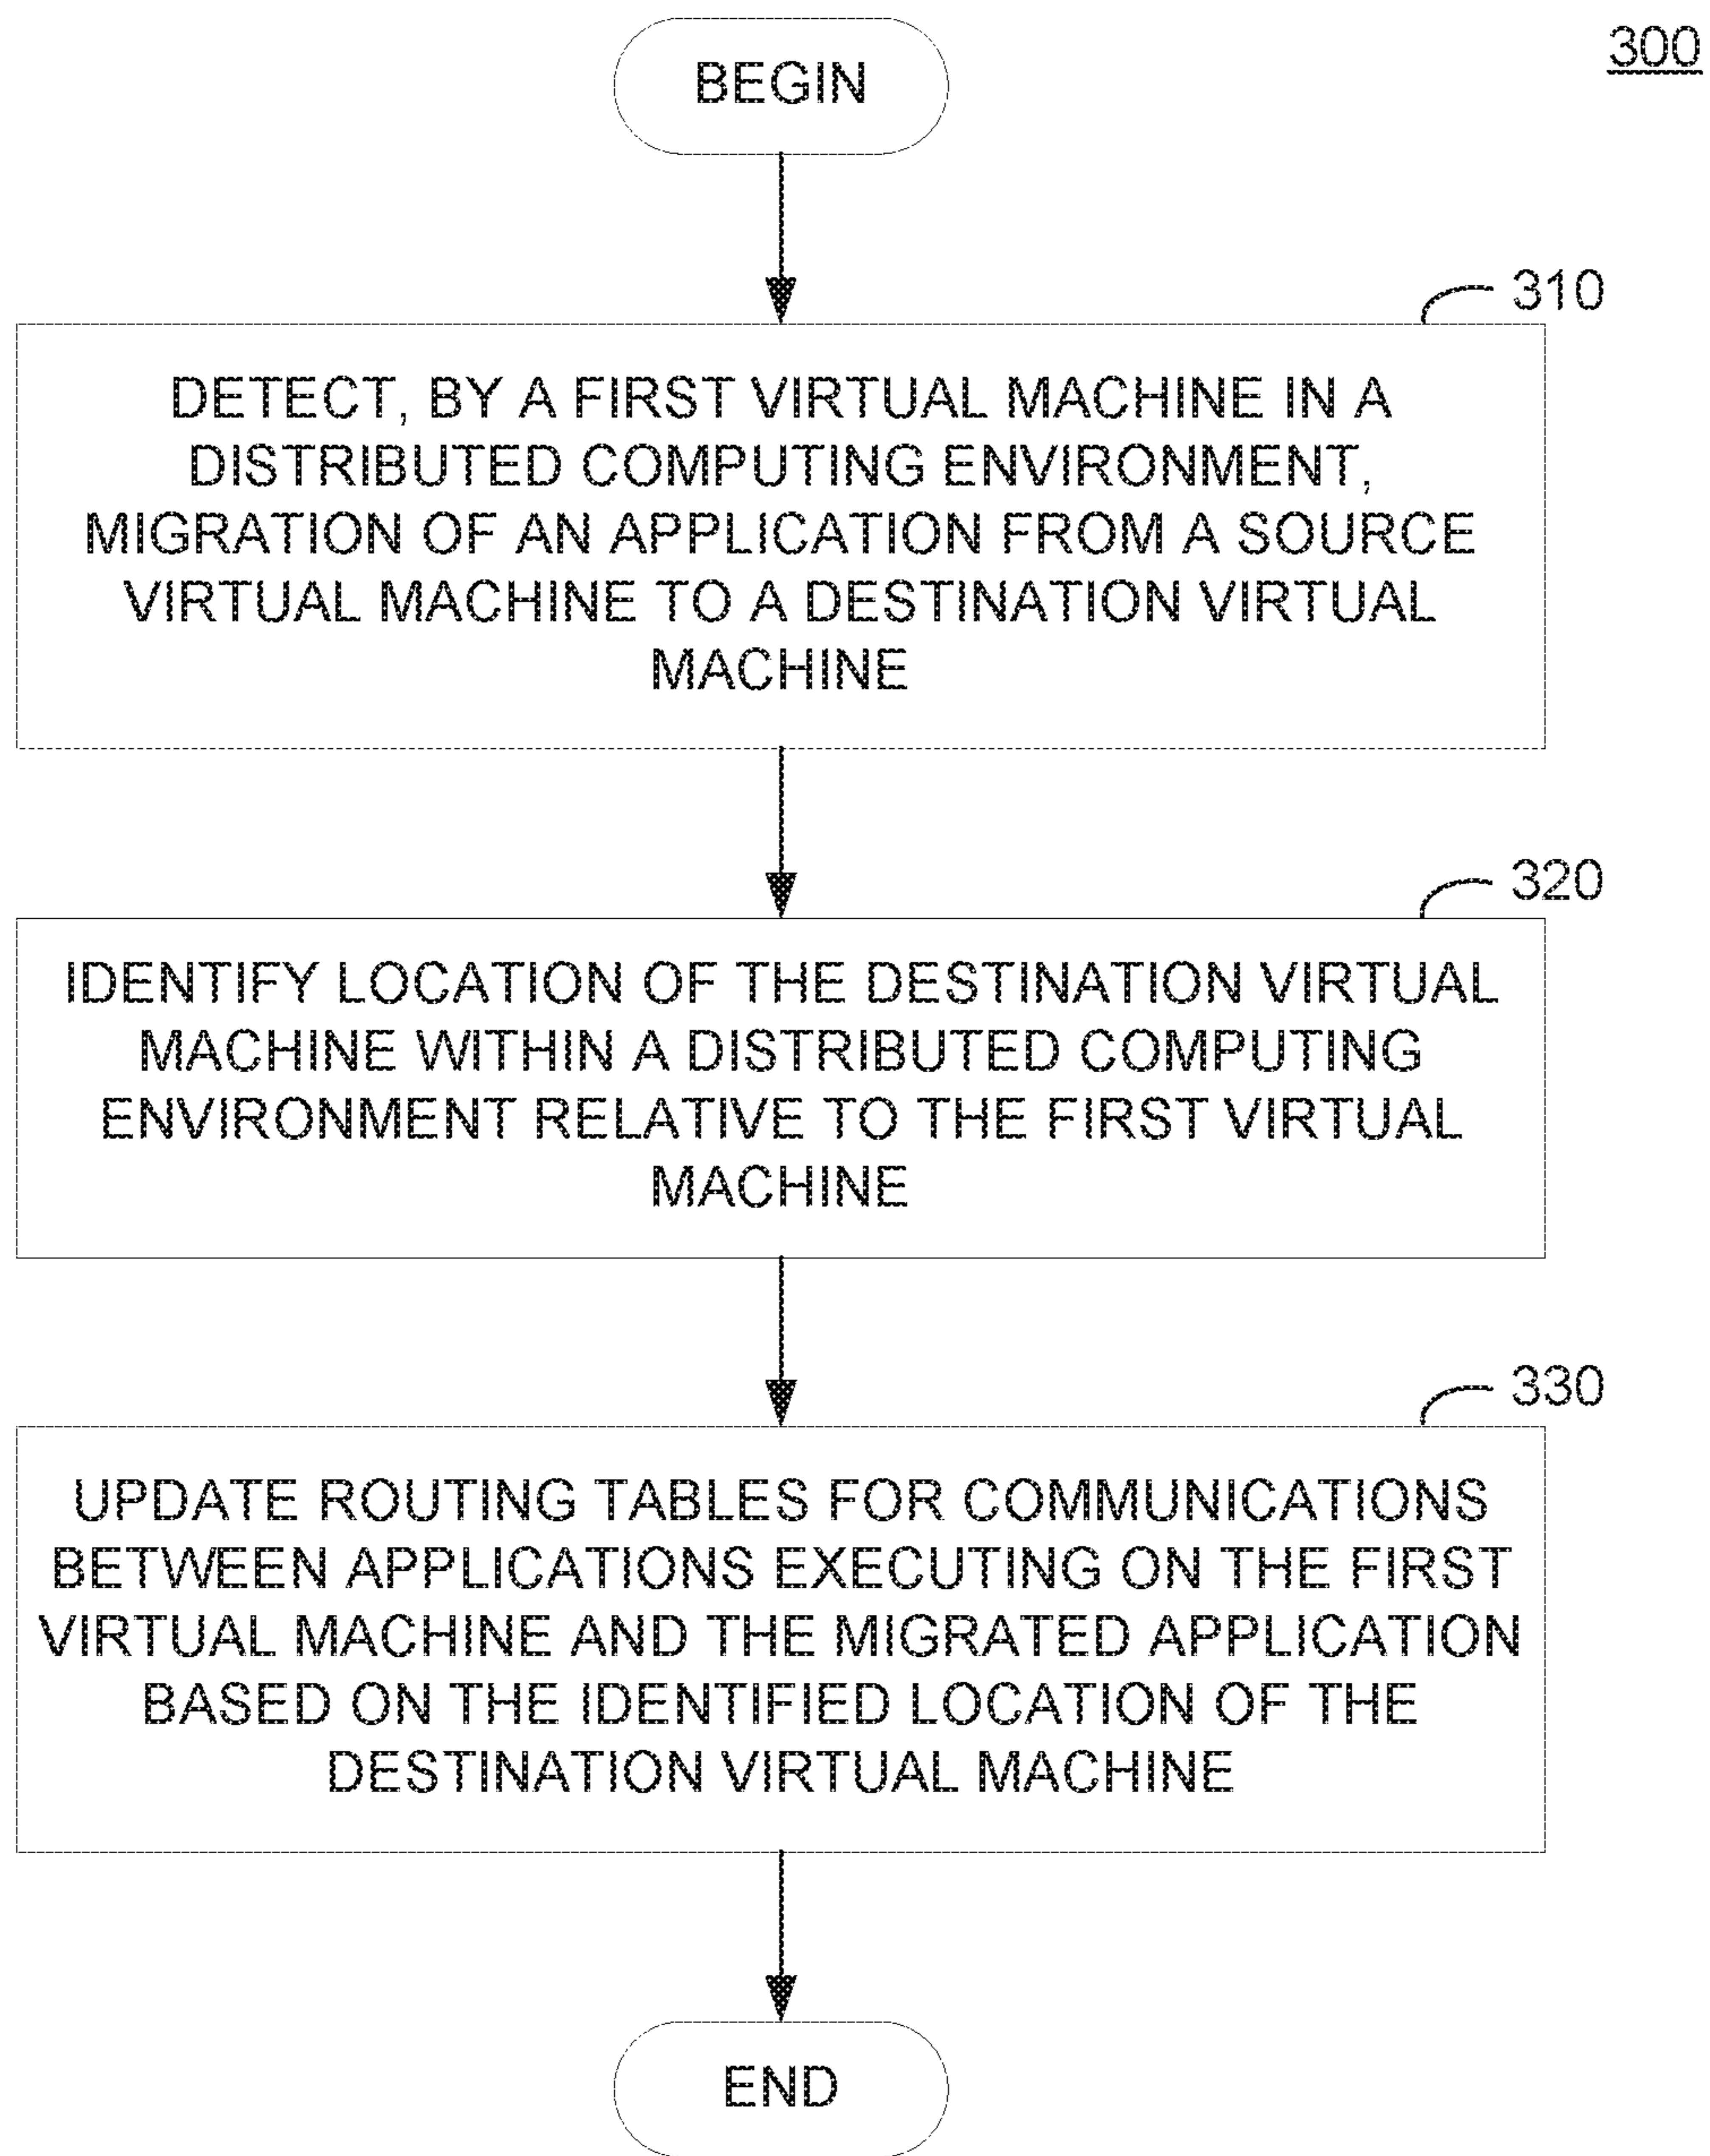 300
BEGIN
310
DETECT, BY A FIRST VIRTUAL MACHINE IN A
DISTRIBUTED COMPUTING ENVIRONMENT,
MIGRATION OF AN APPLICATION FROM A SOURCE
VIRTUAL MACHINE TO A DESTINATION VIRTUAL
MACHINE
320
IDENTIFY LOCATION OF THE DESTINATION VIRTUAL
MACHINE WITHIN A DISTRIBUTED COMPUTING
ENVIRONMENT RELATIVE TO THE FIRST VIRTUAL
MACHINE
330
UPDATE ROUTING TABLES FOR COMMUNICATIONS
BETWEEN APPLICATIONS EXECUTING ON THE FIRST
VIRTUAL MACHINE AND THE MIGRATED APPLICATION
BASED ON THE IDENTIFIED LOCATION OF THE
DESTINATION VIRTUAL MACHINE
END